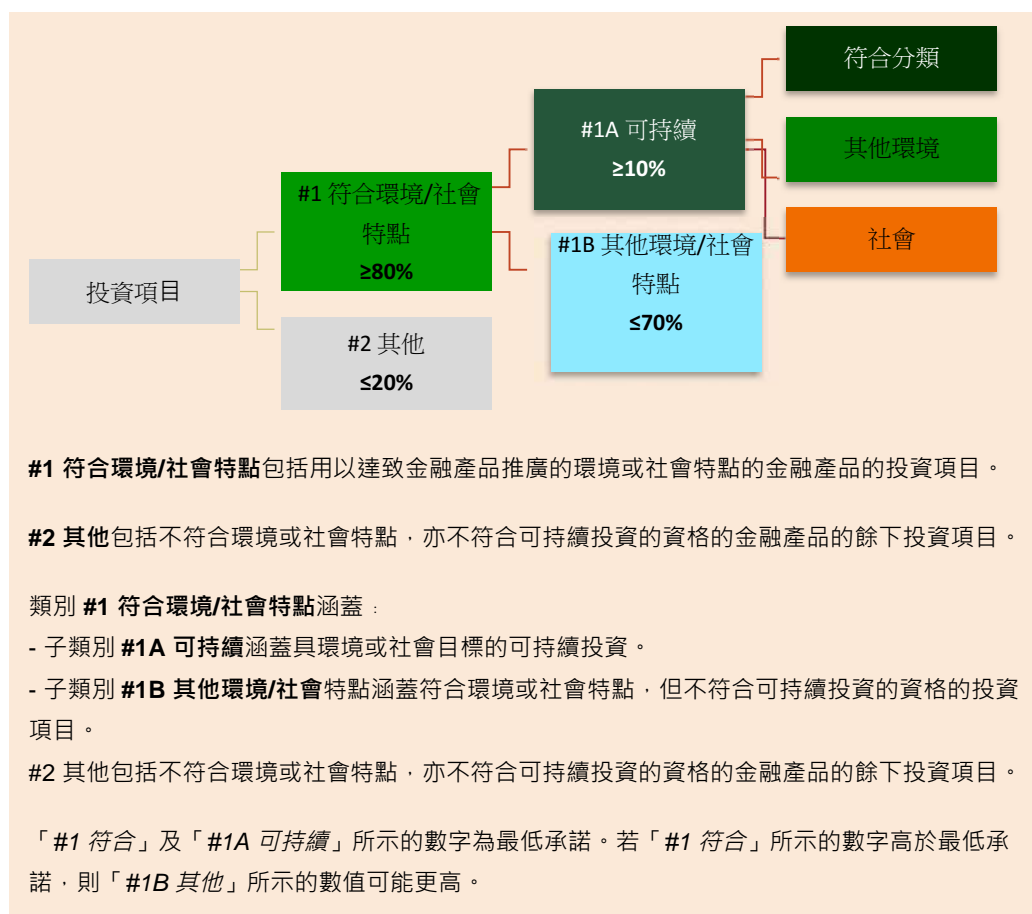 投資項目
#1 符合環境/社會
特點
≥80%
#2 其他
≤20%
#1A 可持續
≥10%
#1B 其他環境/社會
特點
≤70%
符合分類
其他環境
社會
#1 符合環境/社會特點包括用以達致金融產品推廣的環境或社會特點的金融產品的投資項目。
#2 其他包括不符合環境或社會特點，亦不符合可持續投資的資格的金融產品的餘下投資項目。
類別 #1 符合環境/社會特點涵蓋：
- 子類別 #1A 可持續涵蓋具環境或社會目標的可持續投資。
- 子類別 #1B 其他環境/社會特點涵蓋符合環境或社會特點，但不符合可持續投資的資格的投資
項目。
#2 其他包括不符合環境或社會特點，亦不符合可持續投資的資格的金融產品的餘下投資項目。
「#1 符合」及「#1A 可持續」所示的數字為最低承諾。若「#1 符合」所示的數字高於最低承
諾，則「#1B 其他」所示的數值可能更高。